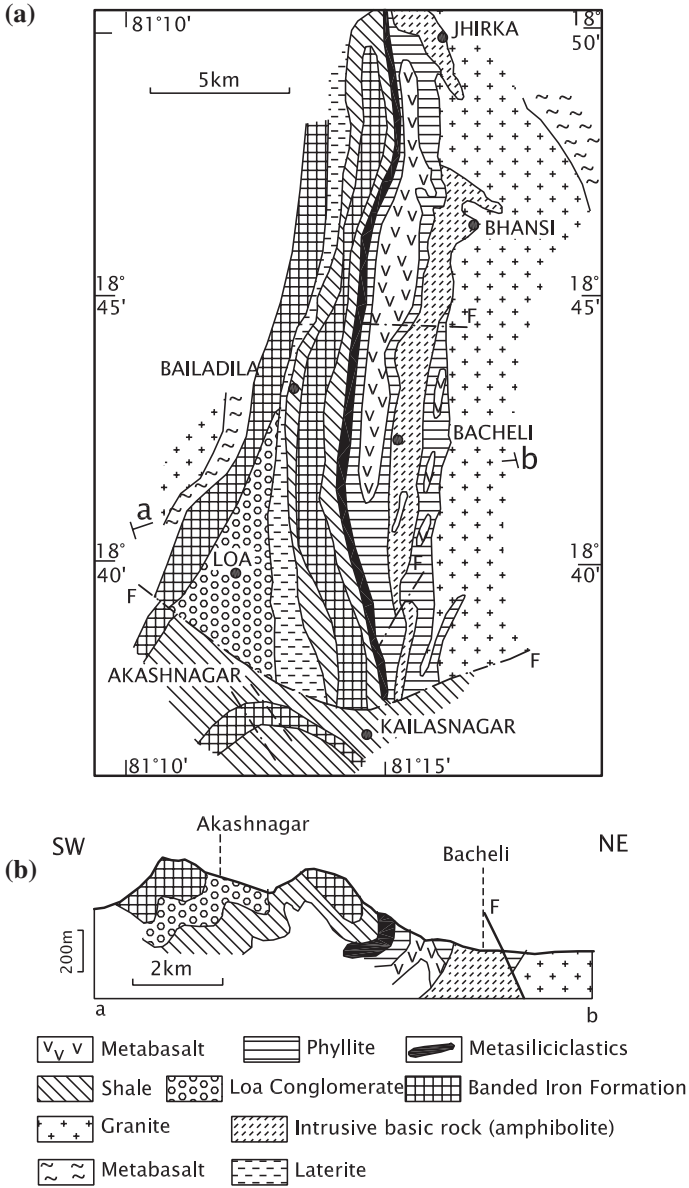 (a)
81°10'
JHIRKA
18°
50'
5km
BHANSI
18°
45'
18°
45'
F
BAILADILA
BACHELI
b
a
18°
40'
LOA
18°
40'
F
F
F
AKASHNAGAR
KAILASNAGAR
81°10'
81°15'
(b)
SW
Akashnagar
NE
Bacheli
F
200m
2km
a
b
Metabasalt
Phyllite
Metasiliciclastics
Shale
Loa Conglomerate
Banded Iron Formation
Granite
Intrusive basic rock (amphibolite)
Metabasalt
Laterite